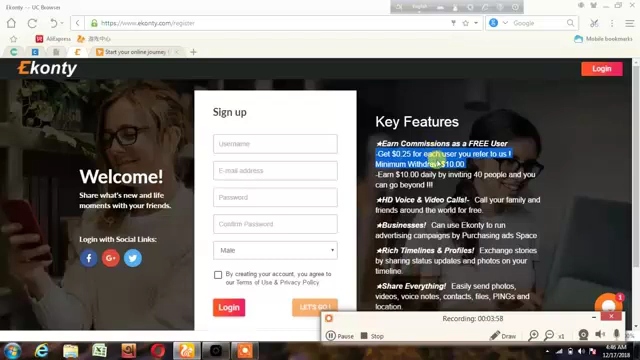 Ekonty — UC Browser
English
https://www.ekonty.com/register
AliExpress
Mobile bookmarks
Start your online journey
Ekonty
Login
Sign up
Username
E-mail address
Password
Confirm Password
Male
By creating your account, you agree to our Terms of Use & Privacy Policy
Login
LET'S GO !
Welcome!
Share what's new and life
moments with your friends.
Login with Social Links:
Key Features
★Earn Commissions as a FREE User
-Get $0.25 for each user you refer to us !
Minimum Withdraw $10.00
-Earn $10.00 daily by inviting 40 people and you
can go beyond !!!
★HD Voice & Video Calls!- Call your family and
friends around the world for free.
★Businesses! Can use Ekonty to run
advertising campaigns by Purchasing ads Space
★Rich Timelines & Profiles! Exchange stories
by sharing status updates and photos on your
timeline.
★Share Everything! Easily send photos,
videos, voice notes, contacts, files, PINGs and
location.
1
Recording: 00:03:58
Pause
Stop
Draw
x1
4:46 AM
12/17/2018